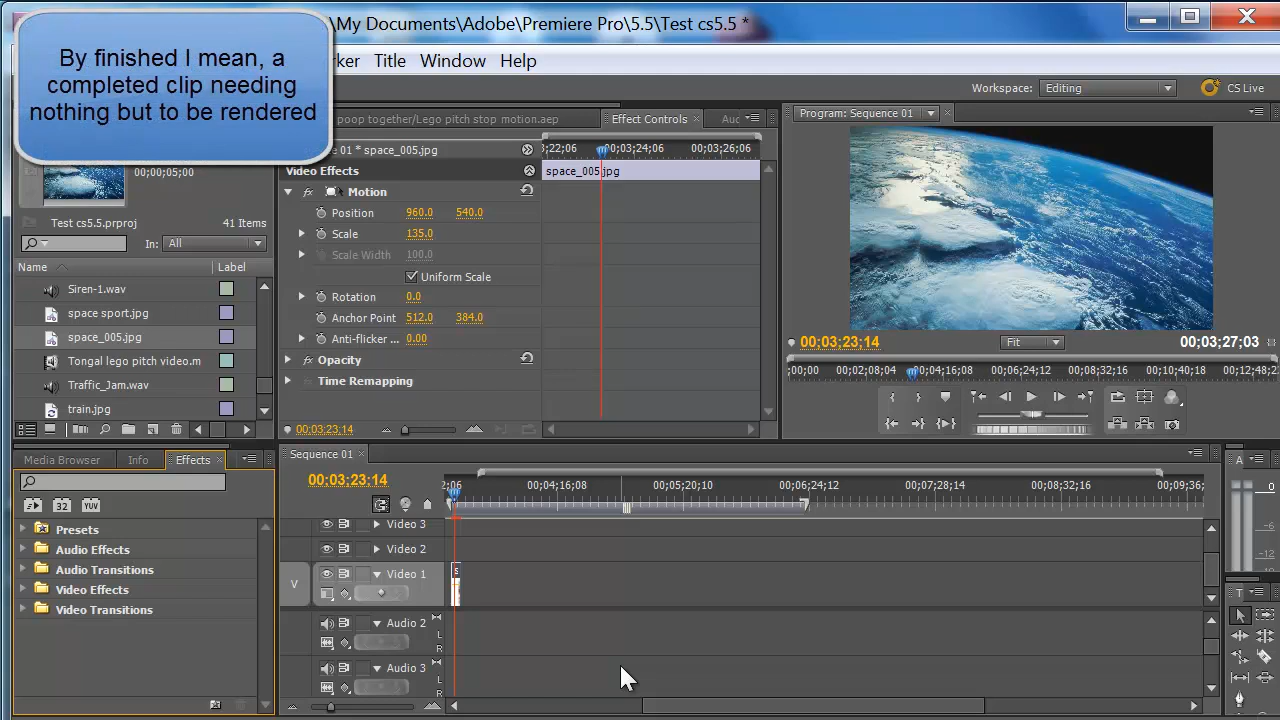 \My Documents\Adobe\Premiere Pro\5.5\Test cs5.5 *
By finished I mean, a
completed clip needing
nothing but to be rendered
Title Window Help
Workspace: Editing CS Live
poop together/Lego pitch stop motion.aep
Effect Controls ×
Program: Sequence 01 ×
01 * space_005.jpg
;22;06 00;03;24;06 00;03;26;06
Video Effects
space_005.jpg
00;00;05;00
fx Motion
Position 960.0 540.0
Test cs5.5.prproj 41 Items
Scale 135.0
In: All
Scale Width 100.0
Name Label
Uniform Scale
Siren-1.wav
Rotation 0.0
space sport.jpg
Anchor Point 512.0 384.0
space_005.jpg
Anti-flicker ... 0.00
00;03;23;14 Fit 00;03;27;03
Tongal lego pitch video.m
fx Opacity
;00;00 00;02;08;04 00;04;16;08 00;06;24;12 00;08;32;16 00;10;40;18 00;12;48;2
Traffic_Jam.wav
Time Remapping
train.jpg
00;03;23;14
Media Browser Info Effects ×
Sequence 01 ×
00;03;23;14
2;06 00;04;16;08 00;05;20;10 00;06;24;12 00;07;28;14 00;08;32;16 00;09;36;
32 YUV
Presets
Audio Effects
Audio Transitions
Video Effects
Video Transitions
Video 3
Video 2
V Video 1
s
Audio 2
L
R
Audio 3
L
R
A
0
-6
-12
T